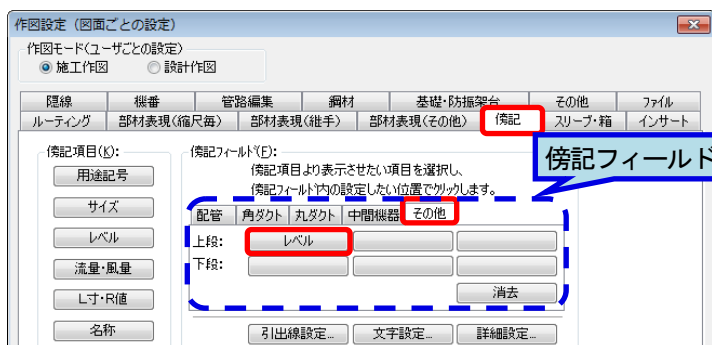 作図設定（図面ごとの設定）
作図モード(ユーザごとの設定)
施工作図 設計作図
隠線 機番 管路編集 鋼材 基礎・防振架台 その他 ファイル
ルーティング 部材表現(縮尺毎) 部材表現(継手) 部材表現(その他) 傍記 スリーブ・箱 インサート
傍記項目(K): 傍記フィールド(F):
傍記項目より表示させたい項目を選択し、
傍記フィールド内の設定したい位置でクリックします。
傍記フィールド
用途記号
サイズ
レベル
流量・風量
L寸・R値
名称
配管 角ダクト 丸ダクト 中間機器 その他
上段: レベル
下段:
消去
引出線設定... 文字設定... 詳細設定...